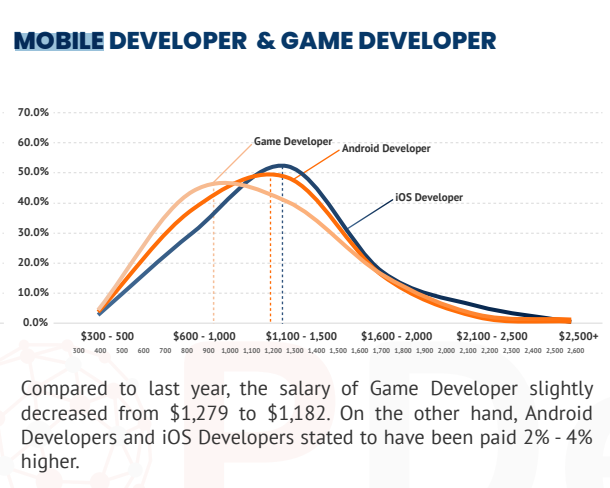 MOBILE DEVELOPER & GAME DEVELOPER
70.0%
60.0%
50.0%
40.0%
30.0%
20.0%
10.0%
0.0%
Game Developer
Android Developer
iOS Developer
$300 - 500 $600 - 1,000 $1,100 - 1,500 $1,600 - 2,000 $2,100 - 2,500 $2,500+
300 400 500 600 700 800 900 1,000 1,100 1,200 1,300 1,400 1,500 1,600 1,700 1,800 1,900 2,000 2,100 2,200 2,300 2,400 2,500 2,600
Compared to last year, the salary of Game Developer slightly
decreased from $1,279 to $1,182. On the other hand, Android
Developers and iOS Developers stated to have been paid 2% - 4%
higher.